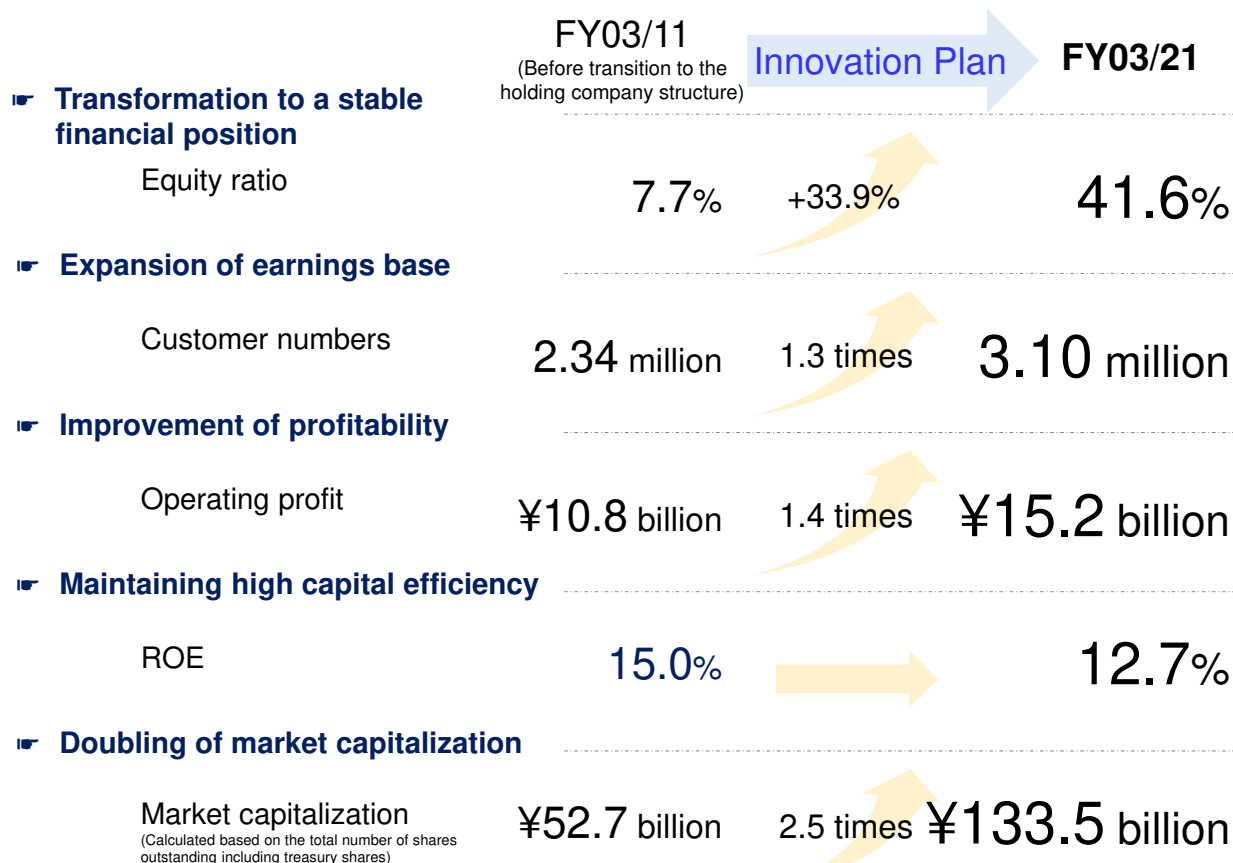 FY03/11
(Before transition to the
holding company structure)
Innovation Plan
FY03/21
☛ Transformation to a stable
financial position
Equity ratio
7.7% +33.9% 41.6%
☛ Expansion of earnings base
Customer numbers
2.34 million 1.3 times 3.10 million
☛ Improvement of profitability
Operating profit
¥10.8 billion 1.4 times ¥15.2 billion
☛ Maintaining high capital efficiency
ROE
15.0% 12.7%
☛ Doubling of market capitalization
Market capitalization
¥52.7 billion 2.5 times ¥133.5 billion
(Calculated based on the total number of shares
outstanding including treasury shares)